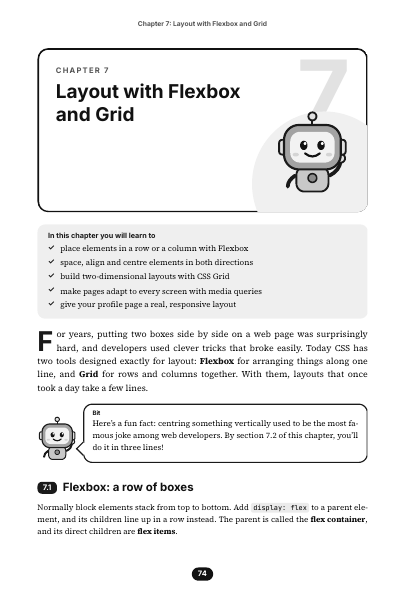 Chapter 7: Layout with Flexbox and Grid
CHAPTER 7
7
Layout with Flexbox
and Grid
In this chapter you will learn to
✓ place elements in a row or a column with Flexbox
✓ space, align and centre elements in both directions
✓ build two-dimensional layouts with CSS Grid
✓ make pages adapt to every screen with media queries
✓ give your profile page a real, responsive layout
For years, putting two boxes side by side on a web page was surprisingly
hard, and developers used clever tricks that broke easily. Today CSS has
two tools designed exactly for layout: Flexbox for arranging things along one
line, and Grid for rows and columns together. With them, layouts that once
took a day take a few lines.
Bit
Here's a fun fact: centring something vertically used to be the most fa-
mous joke among web developers. By section 7.2 of this chapter, you'll
do it in three lines!
7.1 Flexbox: a row of boxes
Normally block elements stack from top to bottom. Add display: flex to a parent ele-
ment, and its children line up in a row instead. The parent is called the flex container,
and its direct children are flex items.
74